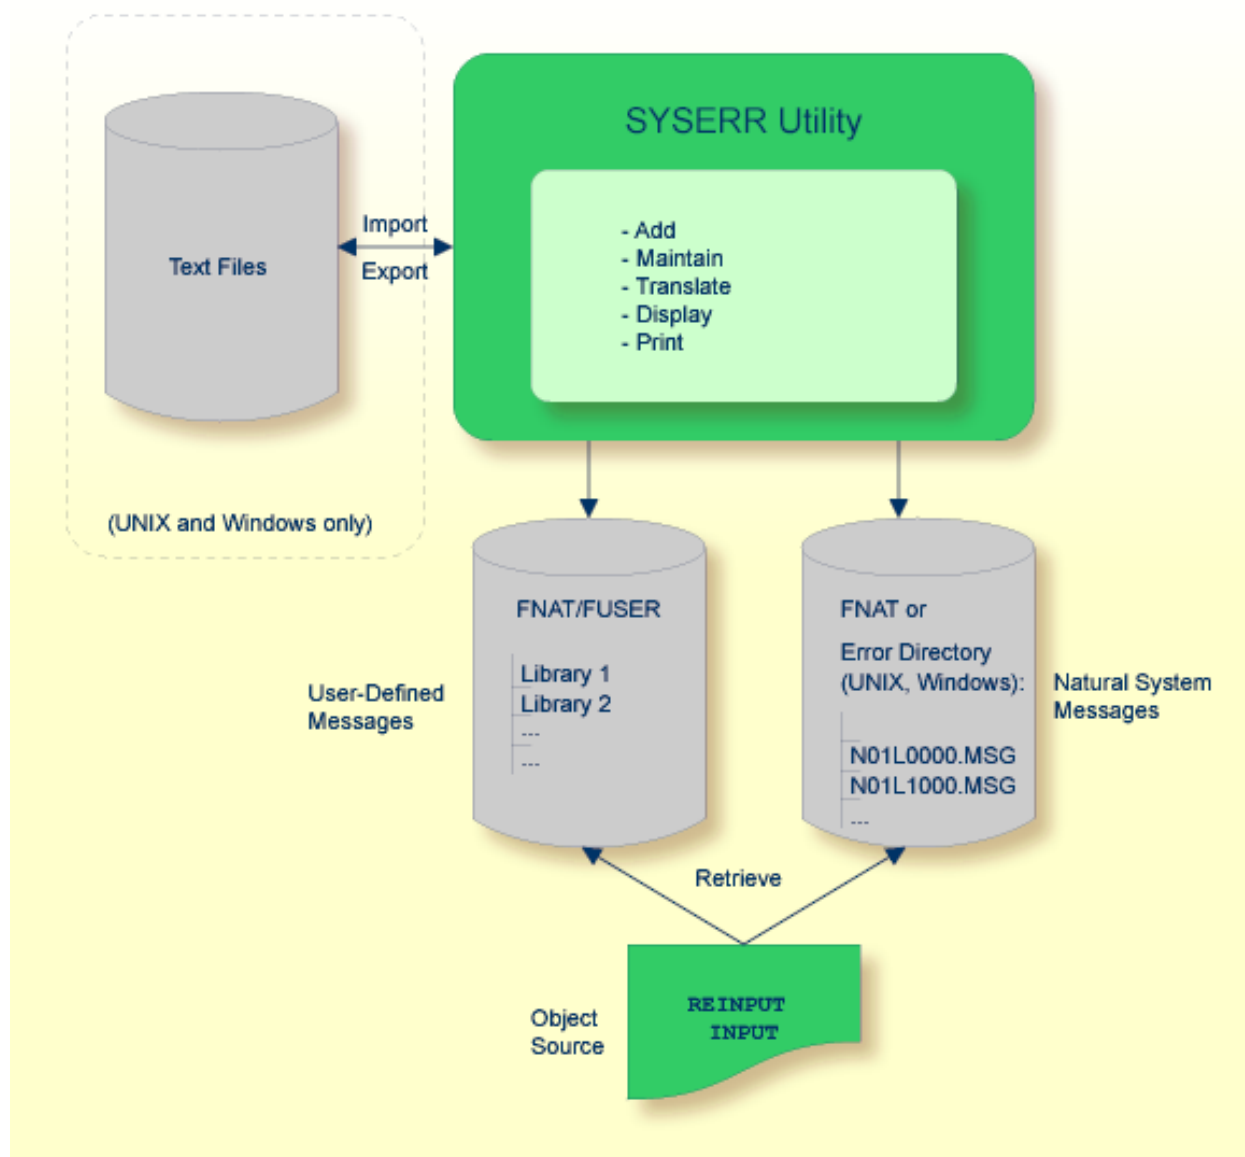 SYSERR Utility
- Add
- Maintain
- Translate
- Display
- Print
Import
Export
Text Files
(UNIX and Windows only)
FNAT/FUSER
Library 1
Library 2
...
...
User-Defined
Messages
FNAT or
Error Directory
(UNIX, Windows):
N01L0000.MSG
N01L1000.MSG
...
Natural System
Messages
Retrieve
Object
Source
REINPUT
INPUT